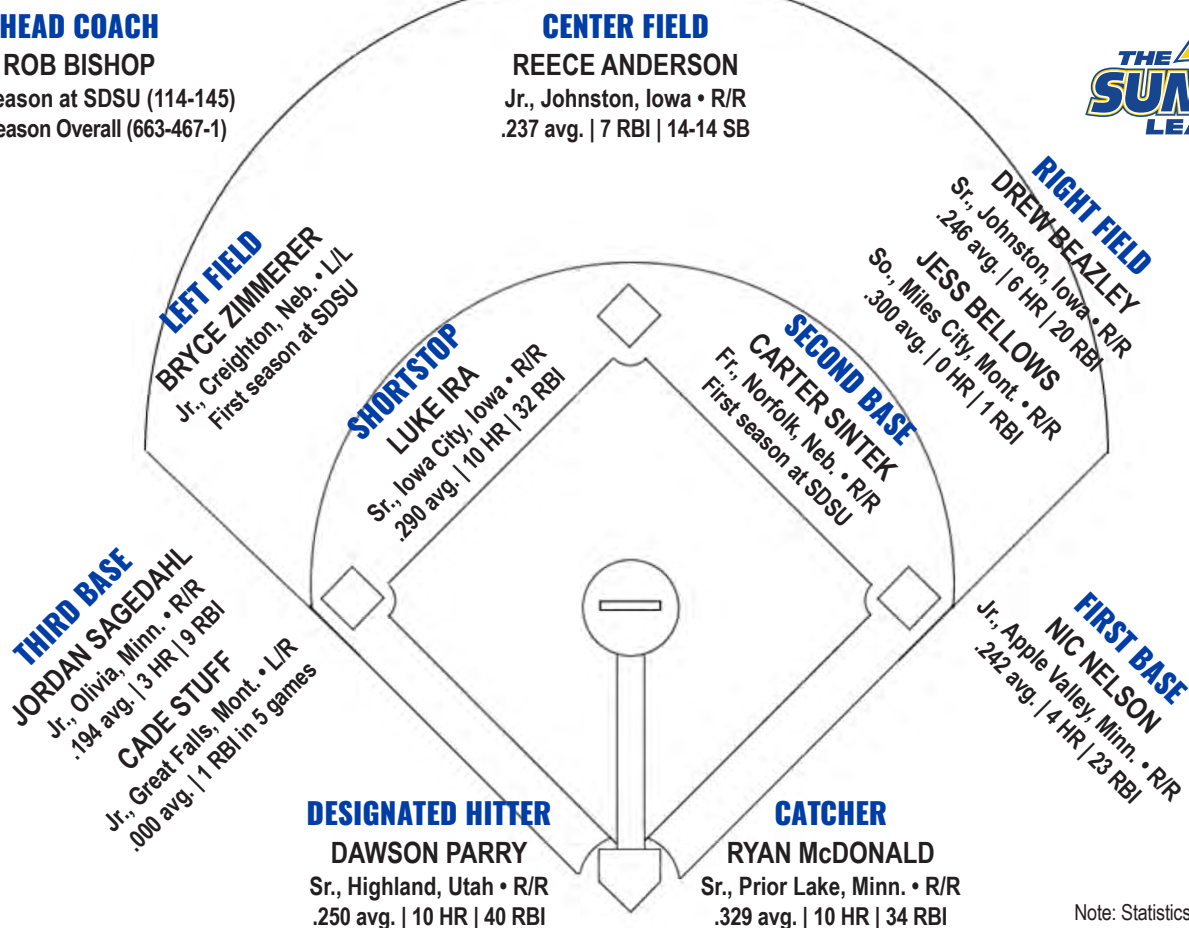 HEAD COACH
ROB BISHOP
eason at SDSU (114-145)
eason Overall (663-467-1)
CENTER FIELD
REECE ANDERSON
Jr., Johnston, Iowa • R/R
.237 avg. | 7 RBI | 14-14 SB
THE
SUM
LEA
RIGHT FIELD
DREW BEAZLEY
Sr., Johnston, Iowa • R/R
.246 avg. | 6 HR | 20 RBI
JESS BELLOWS
So., Miles City, Mont. • R/R
.300 avg. | 0 HR | 1 RBI
LEFT FIELD
BRYCE ZIMMERER
Jr., Creighton, Neb. • L/L
First season at SDSU
SHORTSTOP
LUKE IRA
Sr., Iowa City, Iowa • R/R
.290 avg. | 10 HR | 32 RBI
SECOND BASE
CARTER SINTEK
Fr., Norfolk, Neb. • R/R
First season at SDSU
THIRD BASE
JORDAN SAGEDAHL
Jr., Olivia, Minn. • R/R
.194 avg. | 3 HR | 9 RBI
CADE STUFF
Jr., Great Falls, Mont. • L/R
.000 avg. | 1 RBI in 5 games
FIRST BASE
NIC NELSON
Jr., Apple Valley, Minn. • R/R
.242 avg. | 4 HR | 23 RBI
DESIGNATED HITTER
DAWSON PARRY
Sr., Highland, Utah • R/R
.250 avg. | 10 HR | 40 RBI
CATCHER
RYAN McDONALD
Sr., Prior Lake, Minn. • R/R
.329 avg. | 10 HR | 34 RBI
Note: Statistics